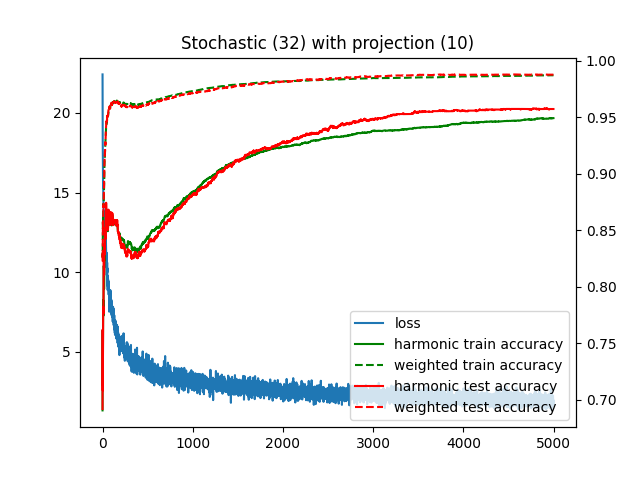 Stochastic (32) with projection (10)
20
15
10
5
1.00
0.95
0.90
0.85
0.80
0.75
0.70
loss
harmonic train accuracy
weighted train accuracy
harmonic test accuracy
weighted test accuracy
0
1000
2000
3000
4000
5000